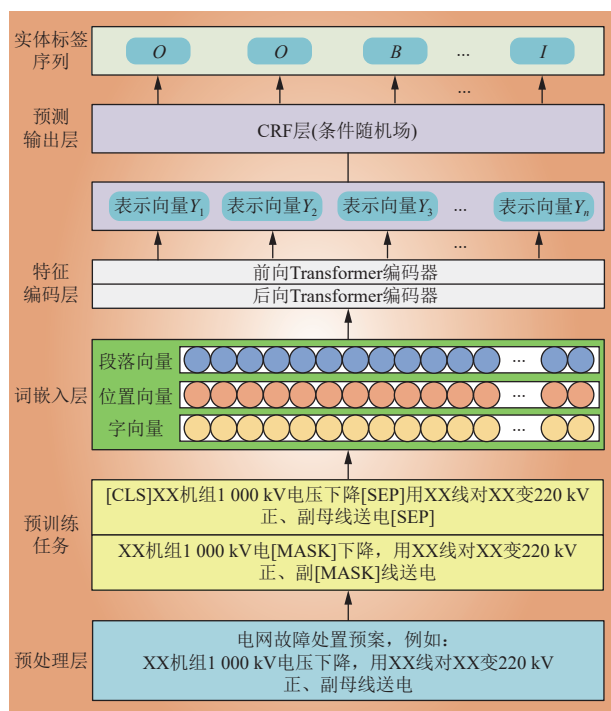 实体标签
序列
O O B ... I
...
预测
输出层
CRF层(条件随机场)
表示向量Y1 表示向量Y2 表示向量Y3 ... 表示向量Yn
...
特征
编码层
前向Transformer编码器
后向Transformer编码器
词嵌入层
段落向量 ...
位置向量 ...
字向量 ...
预训练
任务
[CLS]XX机组1 000 kV电压下降[SEP]用XX线对XX变220 kV
正、副母线送电[SEP]
XX机组1 000 kV电[MASK]下降，用XX线对XX变220 kV
正、副[MASK]线送电
预处理层
电网故障处置预案，例如：
XX机组1 000 kV电压下降，用XX线对XX变220 kV
正、副母线送电